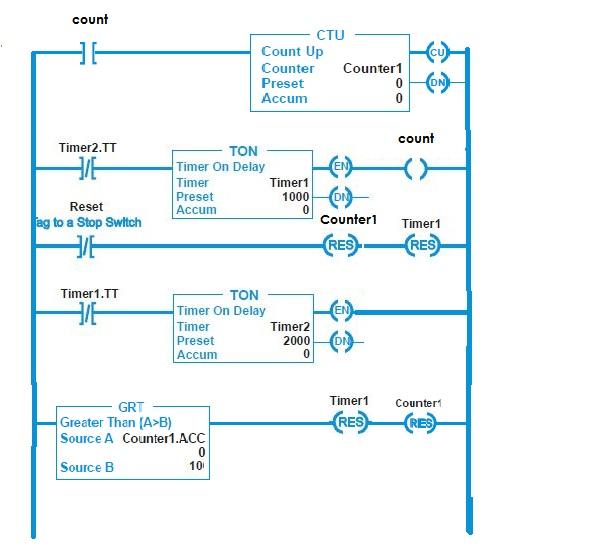 count
CTU
Count Up
Counter Counter1
Preset 0
Accum 0
CU
DN
Timer2.TT
TON
Timer On Delay
Timer Timer1
Preset 1000
Accum 0
EN
DN
count
Reset
ag to a Stop Switch
Counter1
RES
Timer1
RES
Timer1.TT
TON
Timer On Delay
Timer Timer2
Preset 2000
Accum 0
EN
DN
GRT
Greater Than (A>B)
Source A Counter1.ACC
0
Source B 10
Timer1
RES
Counter1
RES